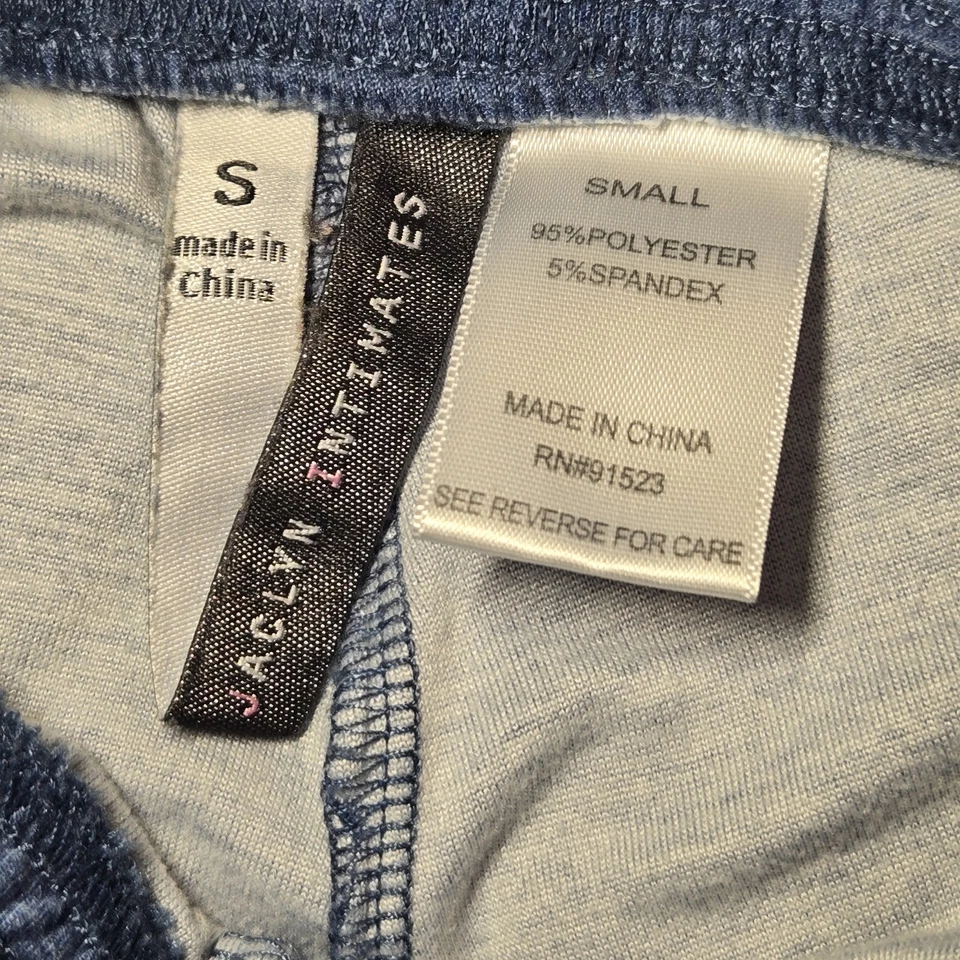 S
made in
China
JACLYN INTIMATES
SMALL
95%POLYESTER
5%SPANDEX
MADE IN CHINA
RN#91523
SEE REVERSE FOR CARE